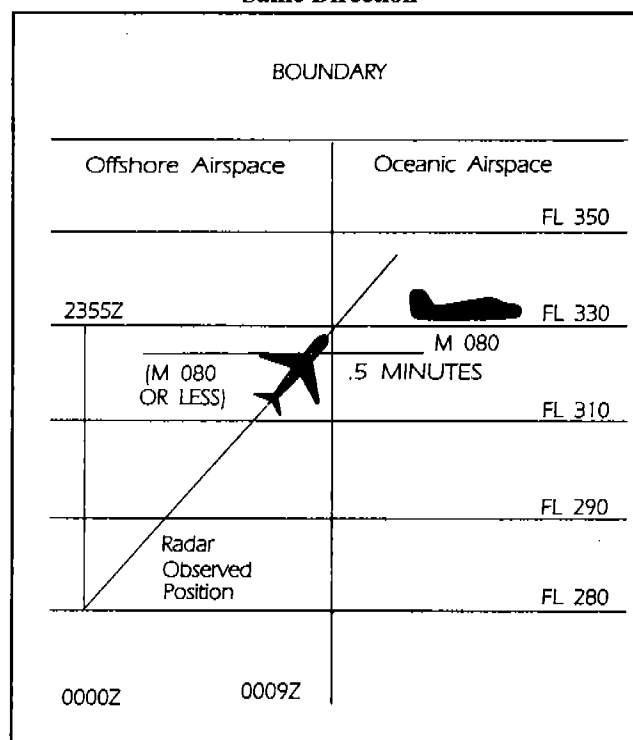 Same Direction
BOUNDARY
Offshore Airspace
Oceanic Airspace
FL 350
2355Z
FL 330
M 080
(M 080
OR LESS)
.5 MINUTES
FL 310
FL 290
Radar
Observed
Position
FL 280
0000Z
0009Z